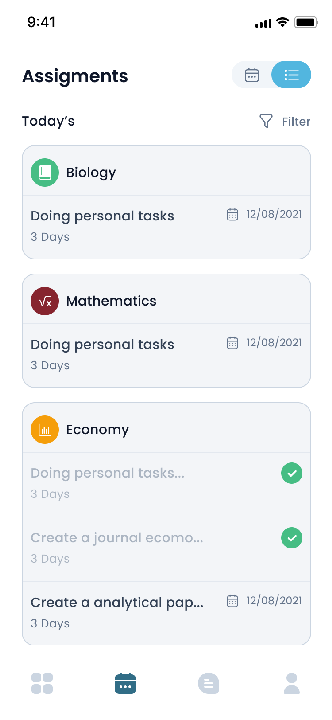 9:41
Assigments
Today's
Filter
Biology
Doing personal tasks
12/08/2021
3 Days
Mathematics
Doing personal tasks
12/08/2021
3 Days
Economy
Doing personal tasks...
3 Days
Create a journal ecomo...
3 Days
Create a analytical pap...
12/08/2021
3 Days